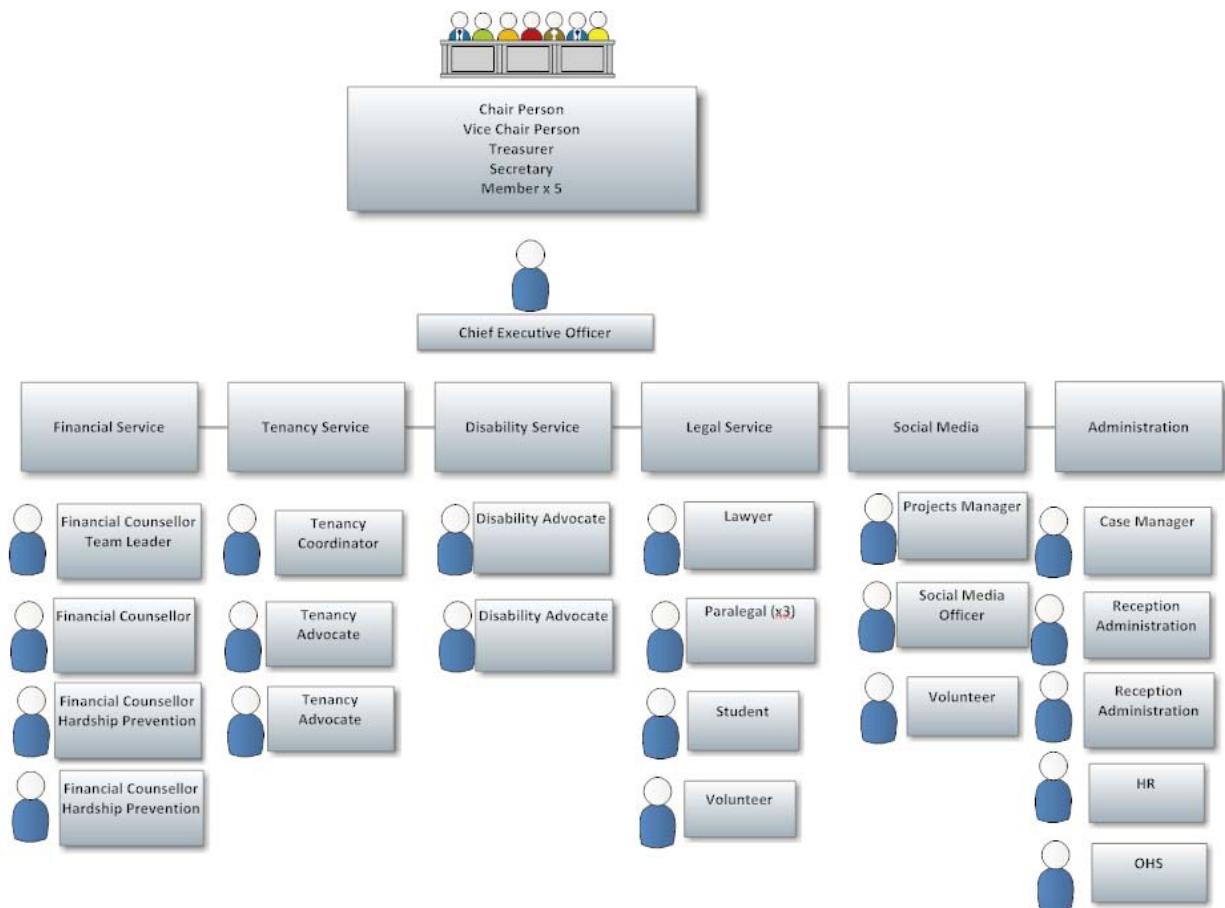 Chair Person
Vice Chair Person
Treasurer
Secretary
Member x 5
Chief Executive Officer
Financial Service
Tenancy Service
Disability Service
Legal Service
Social Media
Administration
Financial Counsellor
Team Leader
Financial Counsellor
Financial Counsellor
Hardship Prevention
Financial Counsellor
Hardship Prevention
Tenancy
Coordinator
Tenancy
Advocate
Tenancy
Advocate
Disability Advocate
Disability Advocate
Lawyer
Paralegal (x3)
Student
Volunteer
Projects Manager
Social Media
Officer
Volunteer
Case Manager
Reception
Administration
Reception
Administration
HR
OHS